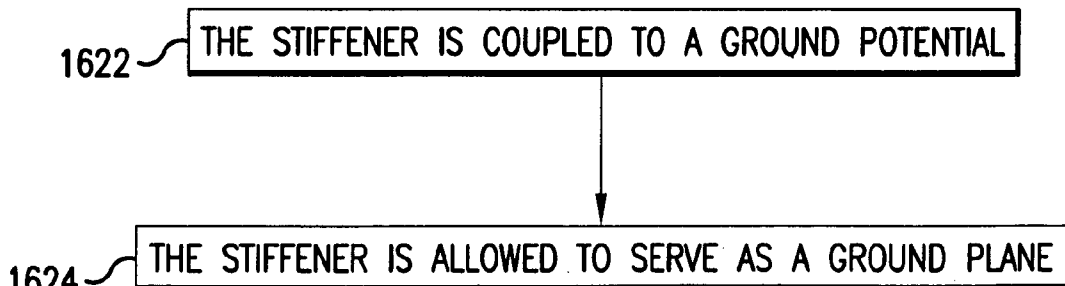 1622 THE STIFFENER IS COUPLED TO A GROUND POTENTIAL
1624 THE STIFFENER IS ALLOWED TO SERVE AS A GROUND PLANE